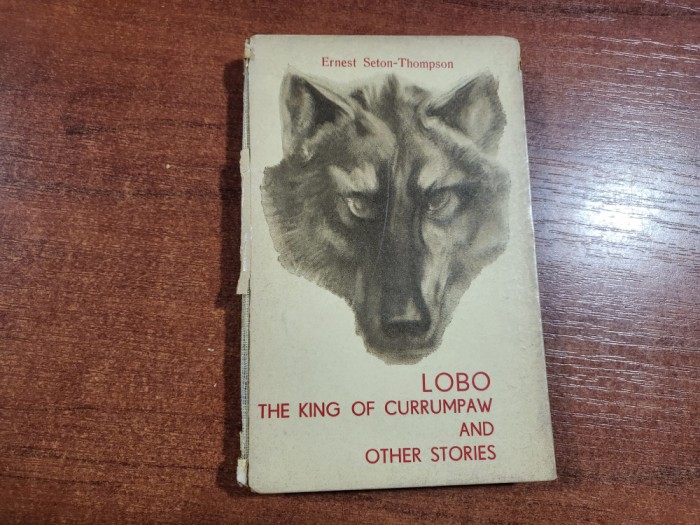 Ernest Seton-Thompson
LOBO
THE KING OF CURRUMPAW
AND
OTHER STORIES